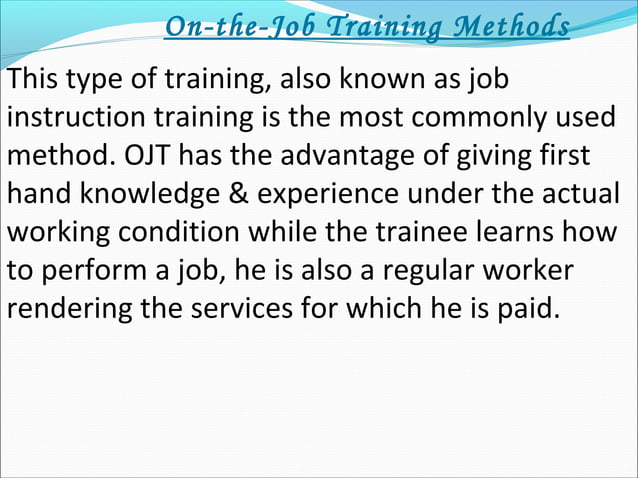 On-the-Job Training Methods
This type of training, also known as job
instruction training is the most commonly used
method. OJT has the advantage of giving first
hand knowledge & experience under the actual
working condition while the trainee learns how
to perform a job, he is also a regular worker
rendering the services for which he is paid.